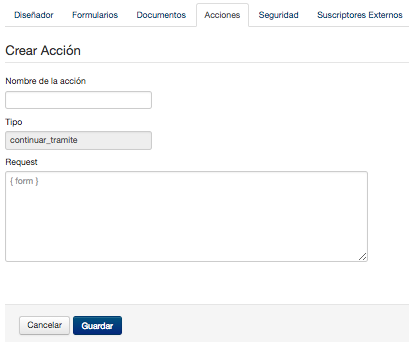 Diseñador Formularios Documentos Acciones Seguridad Suscriptores Externos
Crear Acción
Nombre de la acción
Tipo
continuar_tramite
Request
{ form }
Cancelar Guardar